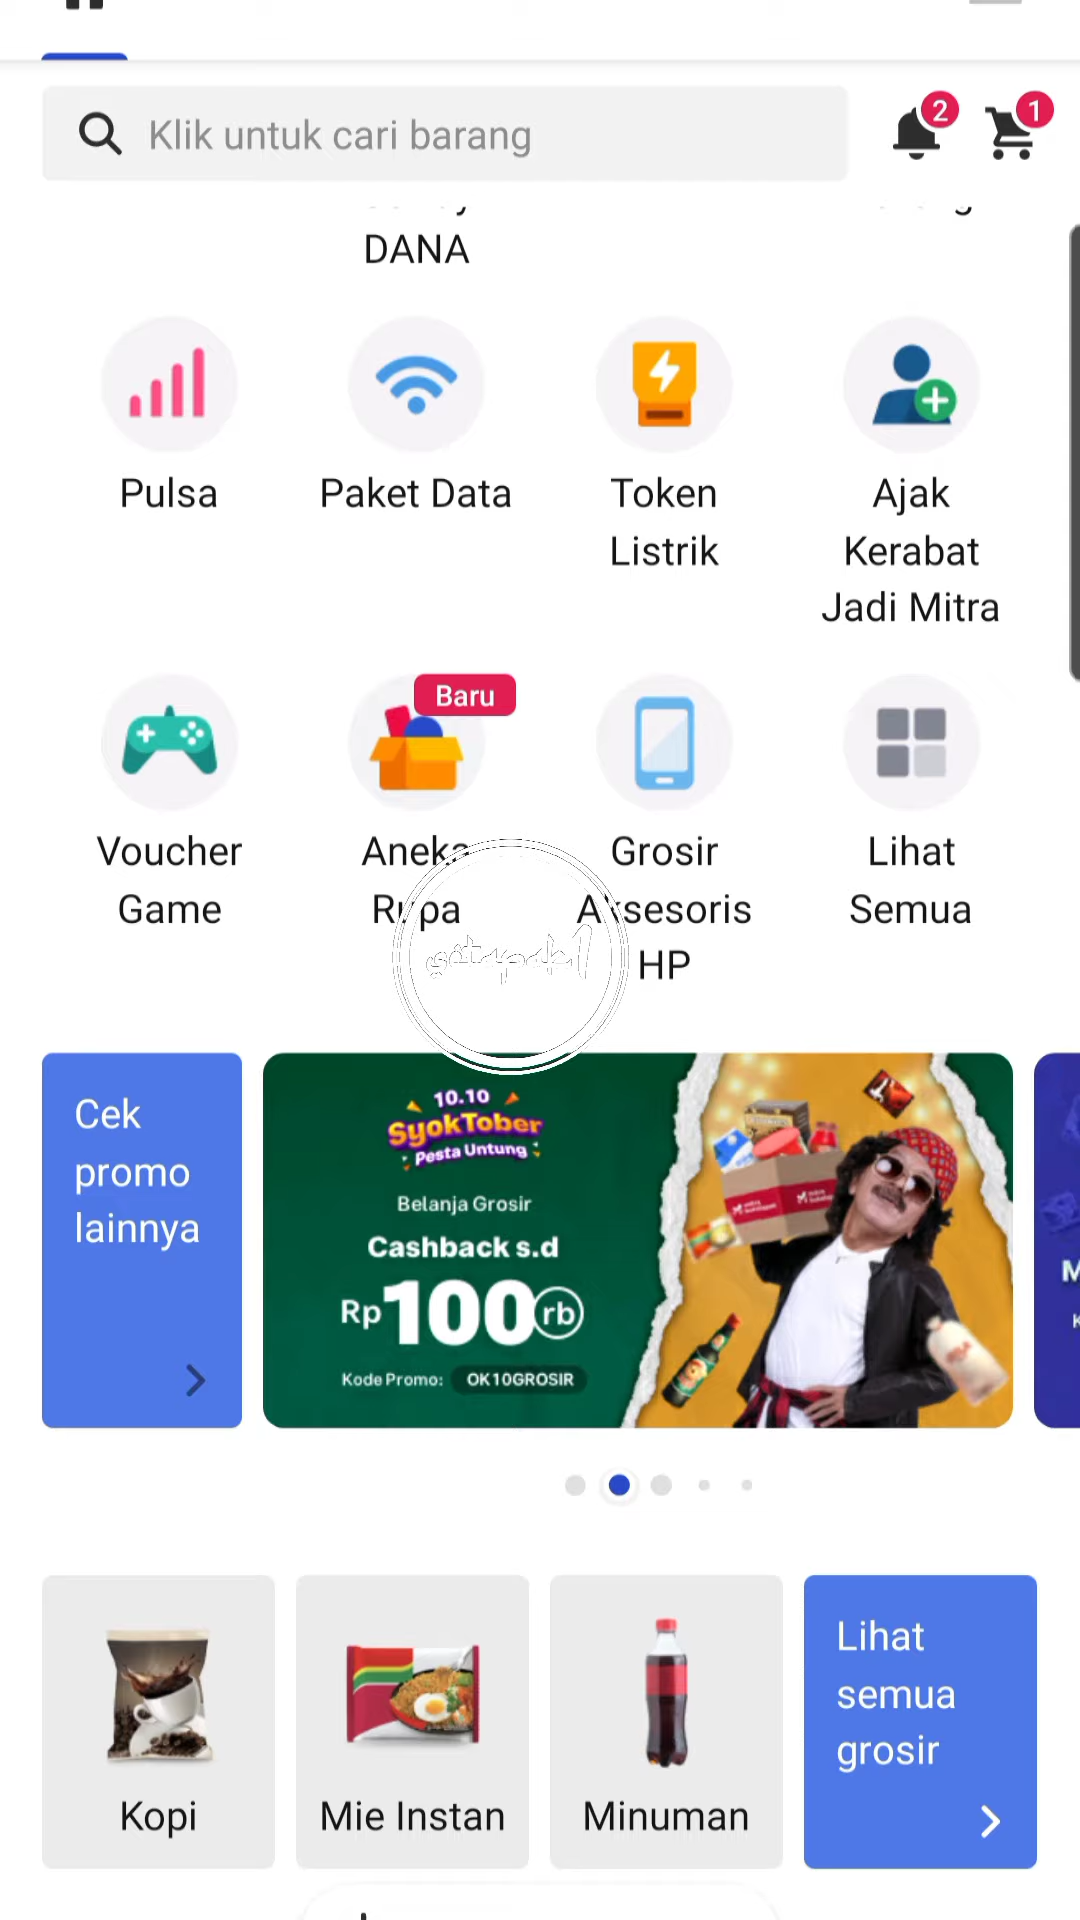 Klik untuk cari barang
2
1
DANA
Pulsa
Paket Data
Token
Listrik
Ajak
Kerabat
Jadi Mitra
Baru
Voucher
Game
Aneka
Rupa
Grosir
Aksesoris
HP
Lihat
Semua
Cek
promo
lainnya
10.10
SyokTober
Pesta Untung
Belanja Grosir
Cashback s.d
Rp100rb
Kode Promo: OK10GROSIR
Kopi
Mie Instan
Minuman
Lihat
semua
grosir